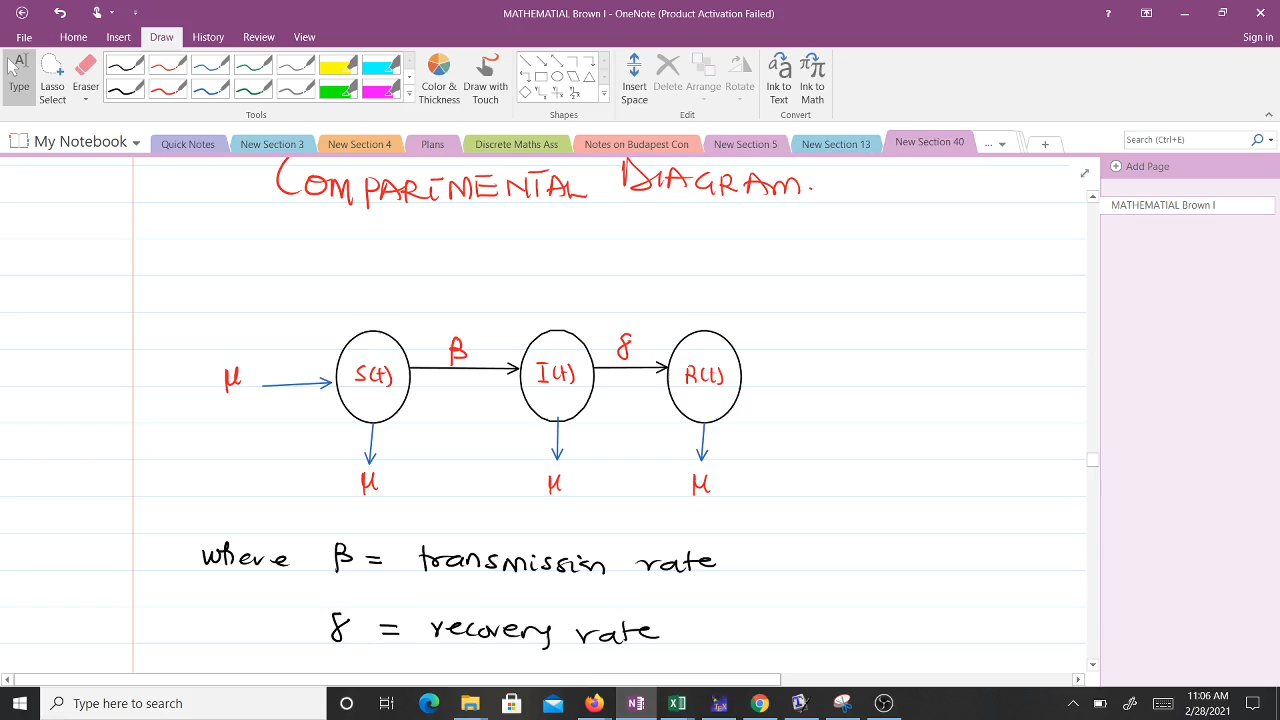 MATHEMATIAL Brown I - OneNote (Product Activation Failed)
File Home Insert Draw History Review View
Sign in
Type
Lasso Select
Eraser
Color & Thickness
Draw with Touch
Insert Space
Delete
Arrange
Rotate
Ink to Text
Ink to Math
Tools Shapes Edit Convert
My Notebook Quick Notes New Section 3 New Section 4 Plans Discrete Maths Ass Notes on Budapest Con New Section 5 New Section 13 New Section 40 ...
Search (Ctrl+E)
Add Page
MATHEMATIAL Brown I
COMPARTMENTAL DIAGRAM.
μ S(t) β I(t) γ R(t)
μ μ μ
where β = transmission rate
γ = recovery rate
Type here to search
11:06 AM
2/28/2021